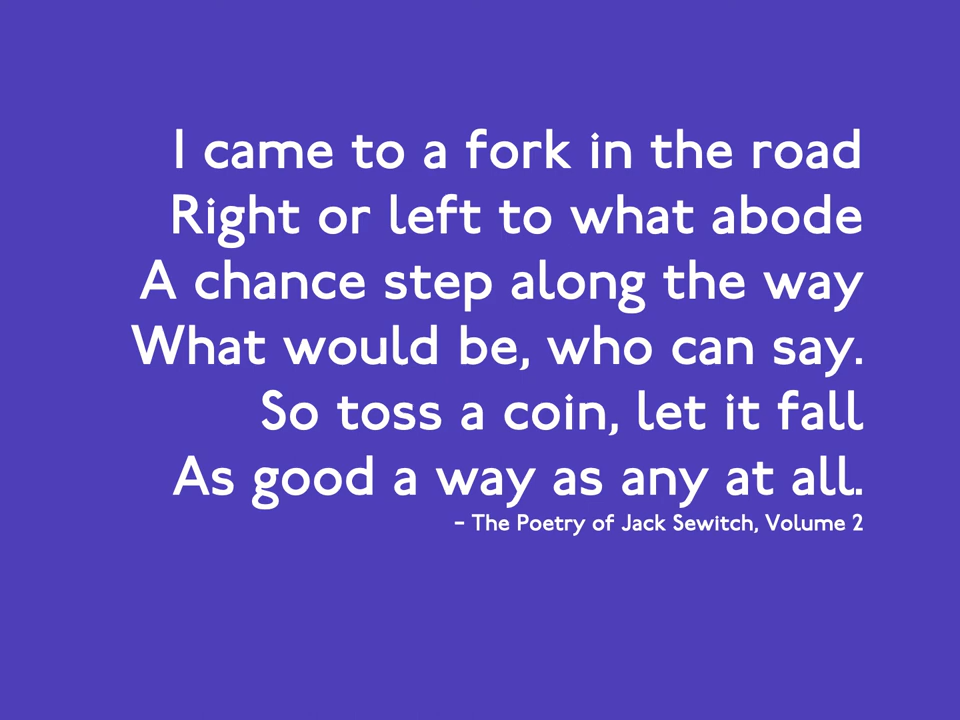 I came to a fork in the road
Right or left to what abode
A chance step along the way
What would be, who can say.
So toss a coin, let it fall
As good a way as any at all.
- The Poetry of Jack Sewitch, Volume 2